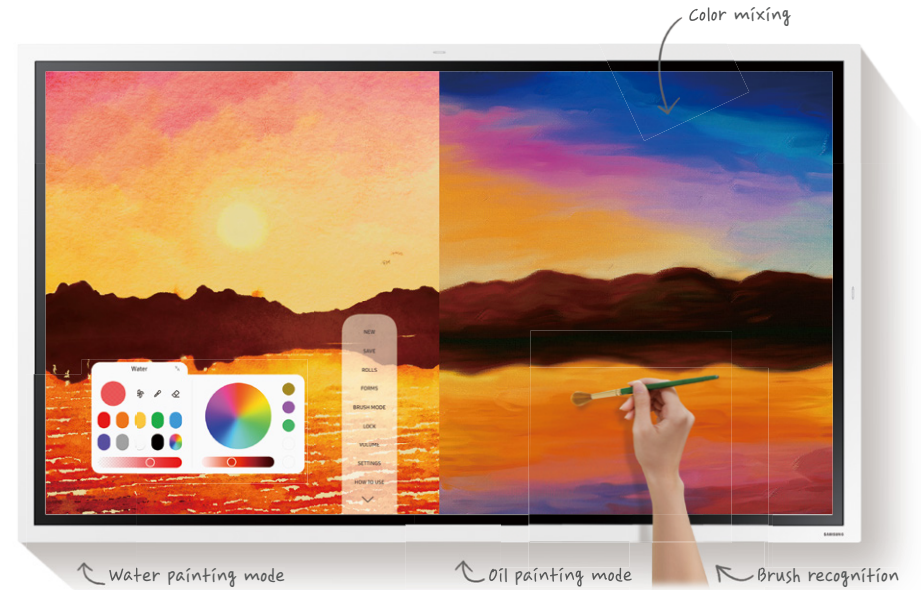 Color mixing
Water
NEW
SAVE
ROLLS
FORMS
BRUSH MODE
LOCK
VOLUME
SETTINGS
HOW TO USE
SAMSUNG
Water painting mode
Oil painting mode
Brush recognition